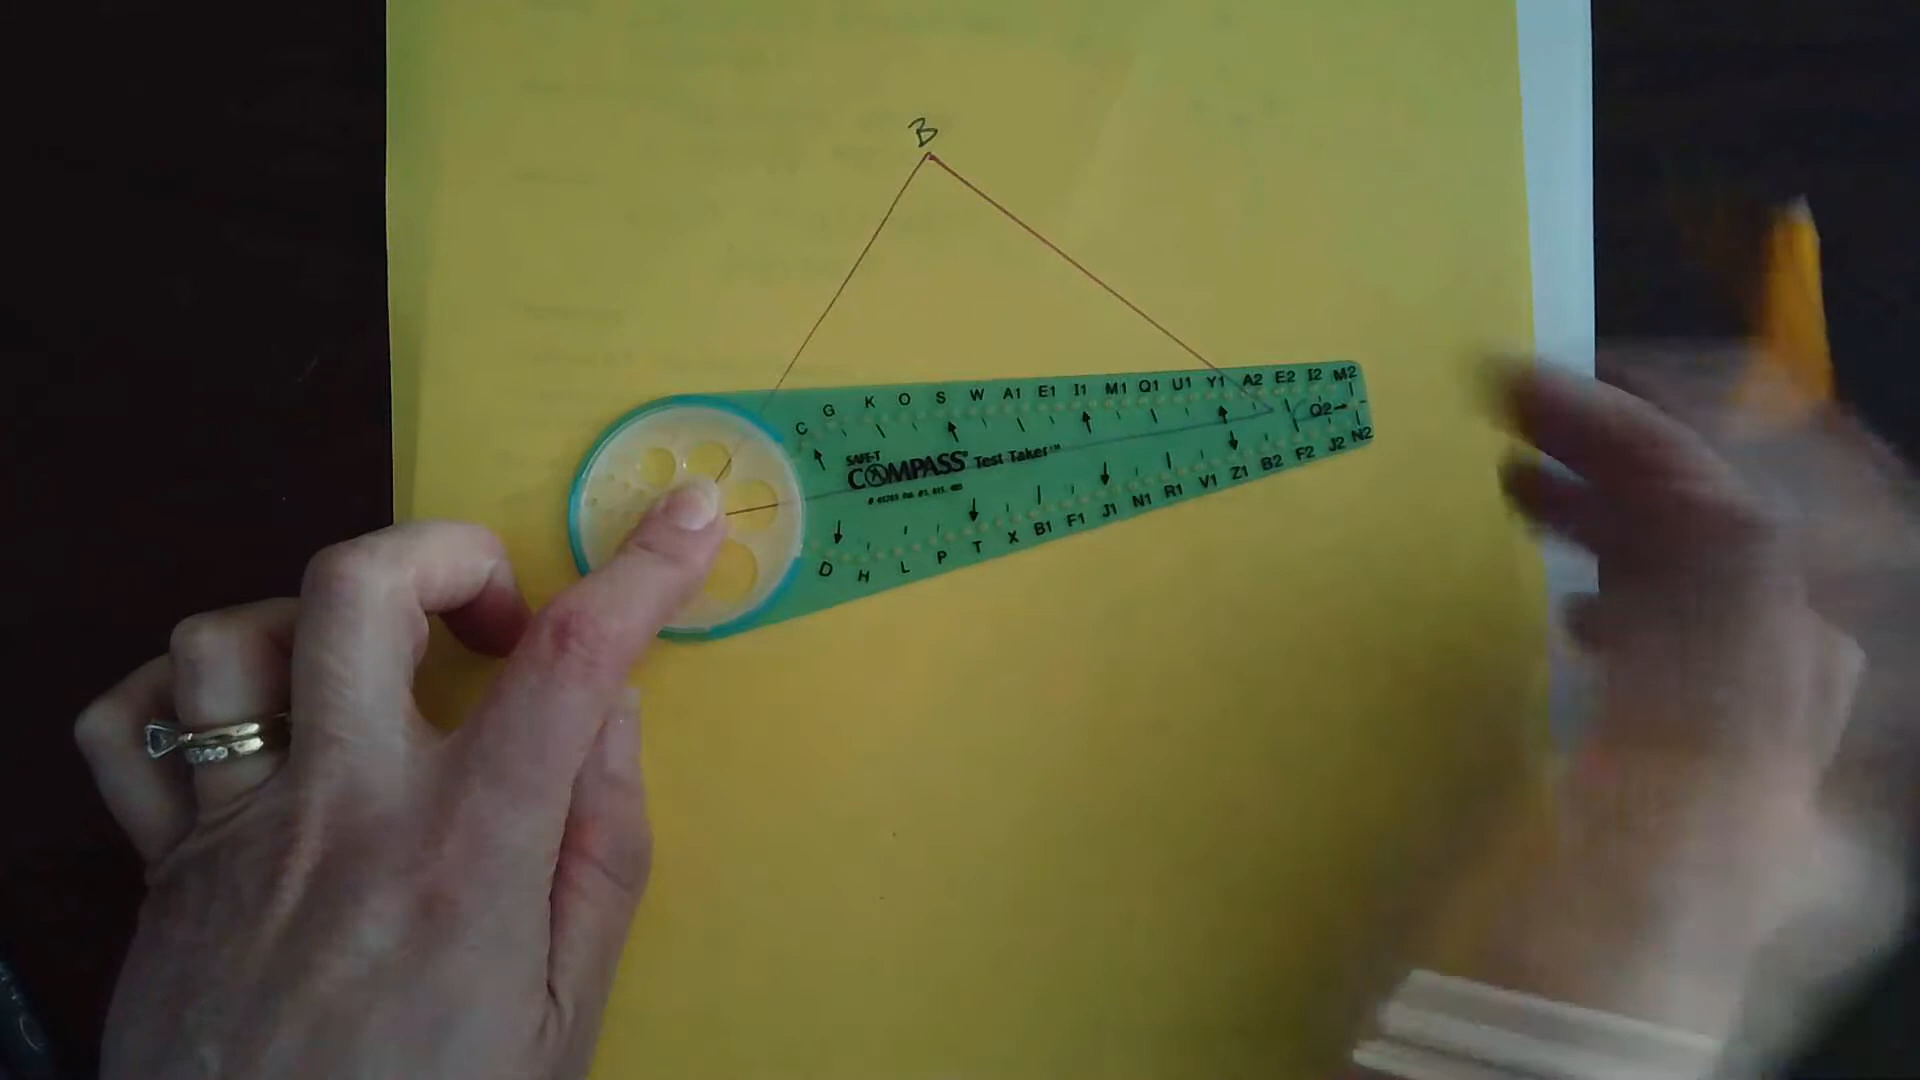 B
C G K O S W A1 E1 I1 M1 Q1 U1 Y1 A2 E2 I2 M2
Q2
SAFE-T
COMPASS® Test Taker™
D H L P T X B1 F1 J1 N1 R1 V1 Z1 B2 F2 J2 N2